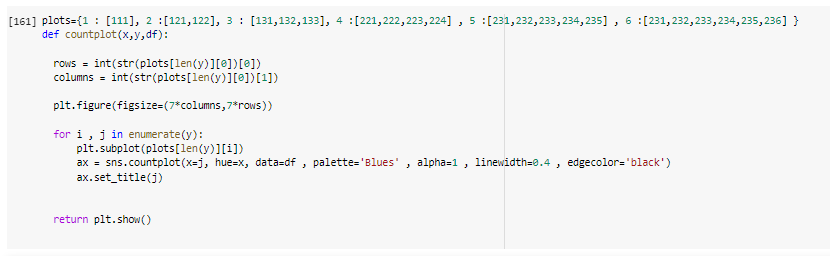 [161] plots={1 : [111], 2 :[121,122], 3 : [131,132,133], 4 :[221,222,223,224] , 5 :[231,232,233,234,235] , 6 :[231,232,233,234,235,236] }
def countplot(x,y,df):
rows = int(str(plots[len(y)][0])[0])
columns = int(str(plots[len(y)][0])[1])
plt.figure(figsize=(7*columns,7*rows))
for i , j in enumerate(y):
plt.subplot(plots[len(y)][i])
ax = sns.countplot(x=j, hue=x, data=df , palette='Blues' , alpha=1 , linewidth=0.4 , edgecolor='black')
ax.set_title(j)
return plt.show()